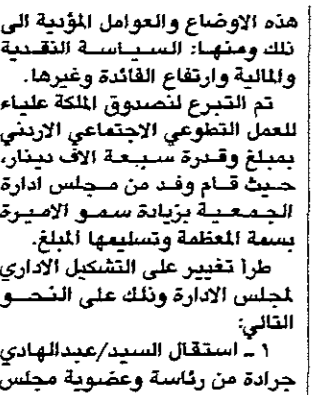 هذه الاوضاع والعوامل المؤدية الى
ذلك ومنها: السياسة النقدية
والمالية وارتفاع الفائدة وغيرها.
تم التبرع لصندوق الملكة علياء
للعمل التطوعي الاجتماعي الاردني
بمبلغ وقدرة سبعة الاف دينار،
حيث قام وفد من مجلس ادارة
الجمعية بزيادة سمو الاميرة
بسمة المعظمة وتسليمها المبلغ.
طرأ تغيير على التشكيل الاداري
لمجلس الادارة وذلك على النحو
التالي:
١ ـ استقال السيد/عبدالهادي
جرادة من رئاسة وعضوية مجلس